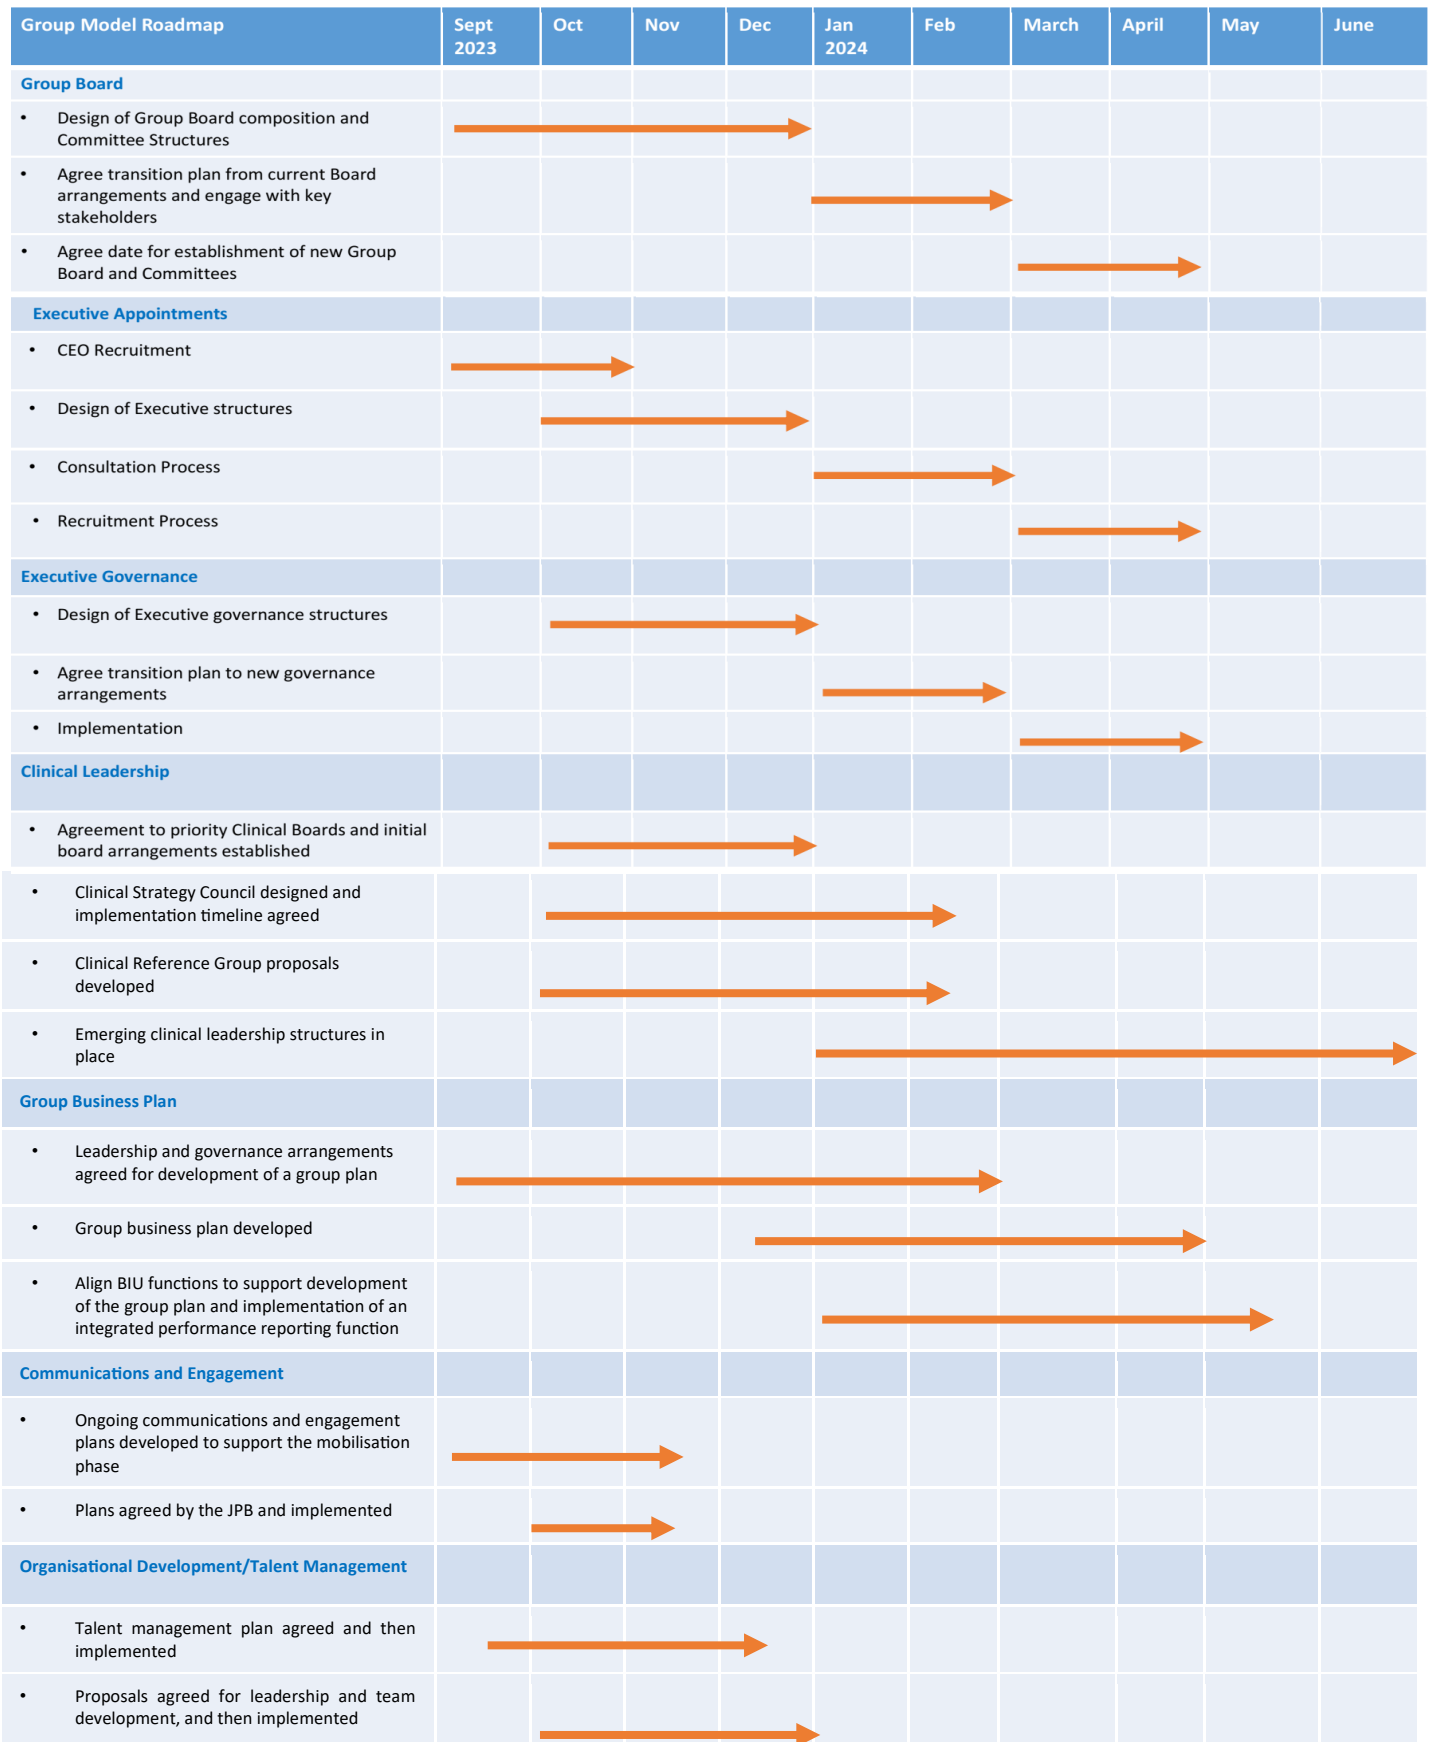 Group Model Roadmap Sept 2023 Oct Nov Dec Jan 2024 Feb March April May June
Group Board
• Design of Group Board composition and
Committee Structures
• Agree transition plan from current Board
arrangements and engage with key
stakeholders
• Agree date for establishment of new Group
Board and Committees
Executive Appointments
• CEO Recruitment
• Design of Executive structures
• Consultation Process
• Recruitment Process
Executive Governance
• Design of Executive governance structures
• Agree transition plan to new governance
arrangements
• Implementation
Clinical Leadership
• Agreement to priority Clinical Boards and initial
board arrangements established
• Clinical Strategy Council designed and
implementation timeline agreed
• Clinical Reference Group proposals
developed
• Emerging clinical leadership structures in
place
Group Business Plan
• Leadership and governance arrangements
agreed for development of a group plan
• Group business plan developed
• Align BIU functions to support development
of the group plan and implementation of an
integrated performance reporting function
Communications and Engagement
• Ongoing communications and engagement
plans developed to support the mobilisation
phase
• Plans agreed by the JPB and implemented
Organisational Development/Talent Management
• Talent management plan agreed and then
implemented
• Proposals agreed for leadership and team
development, and then implemented